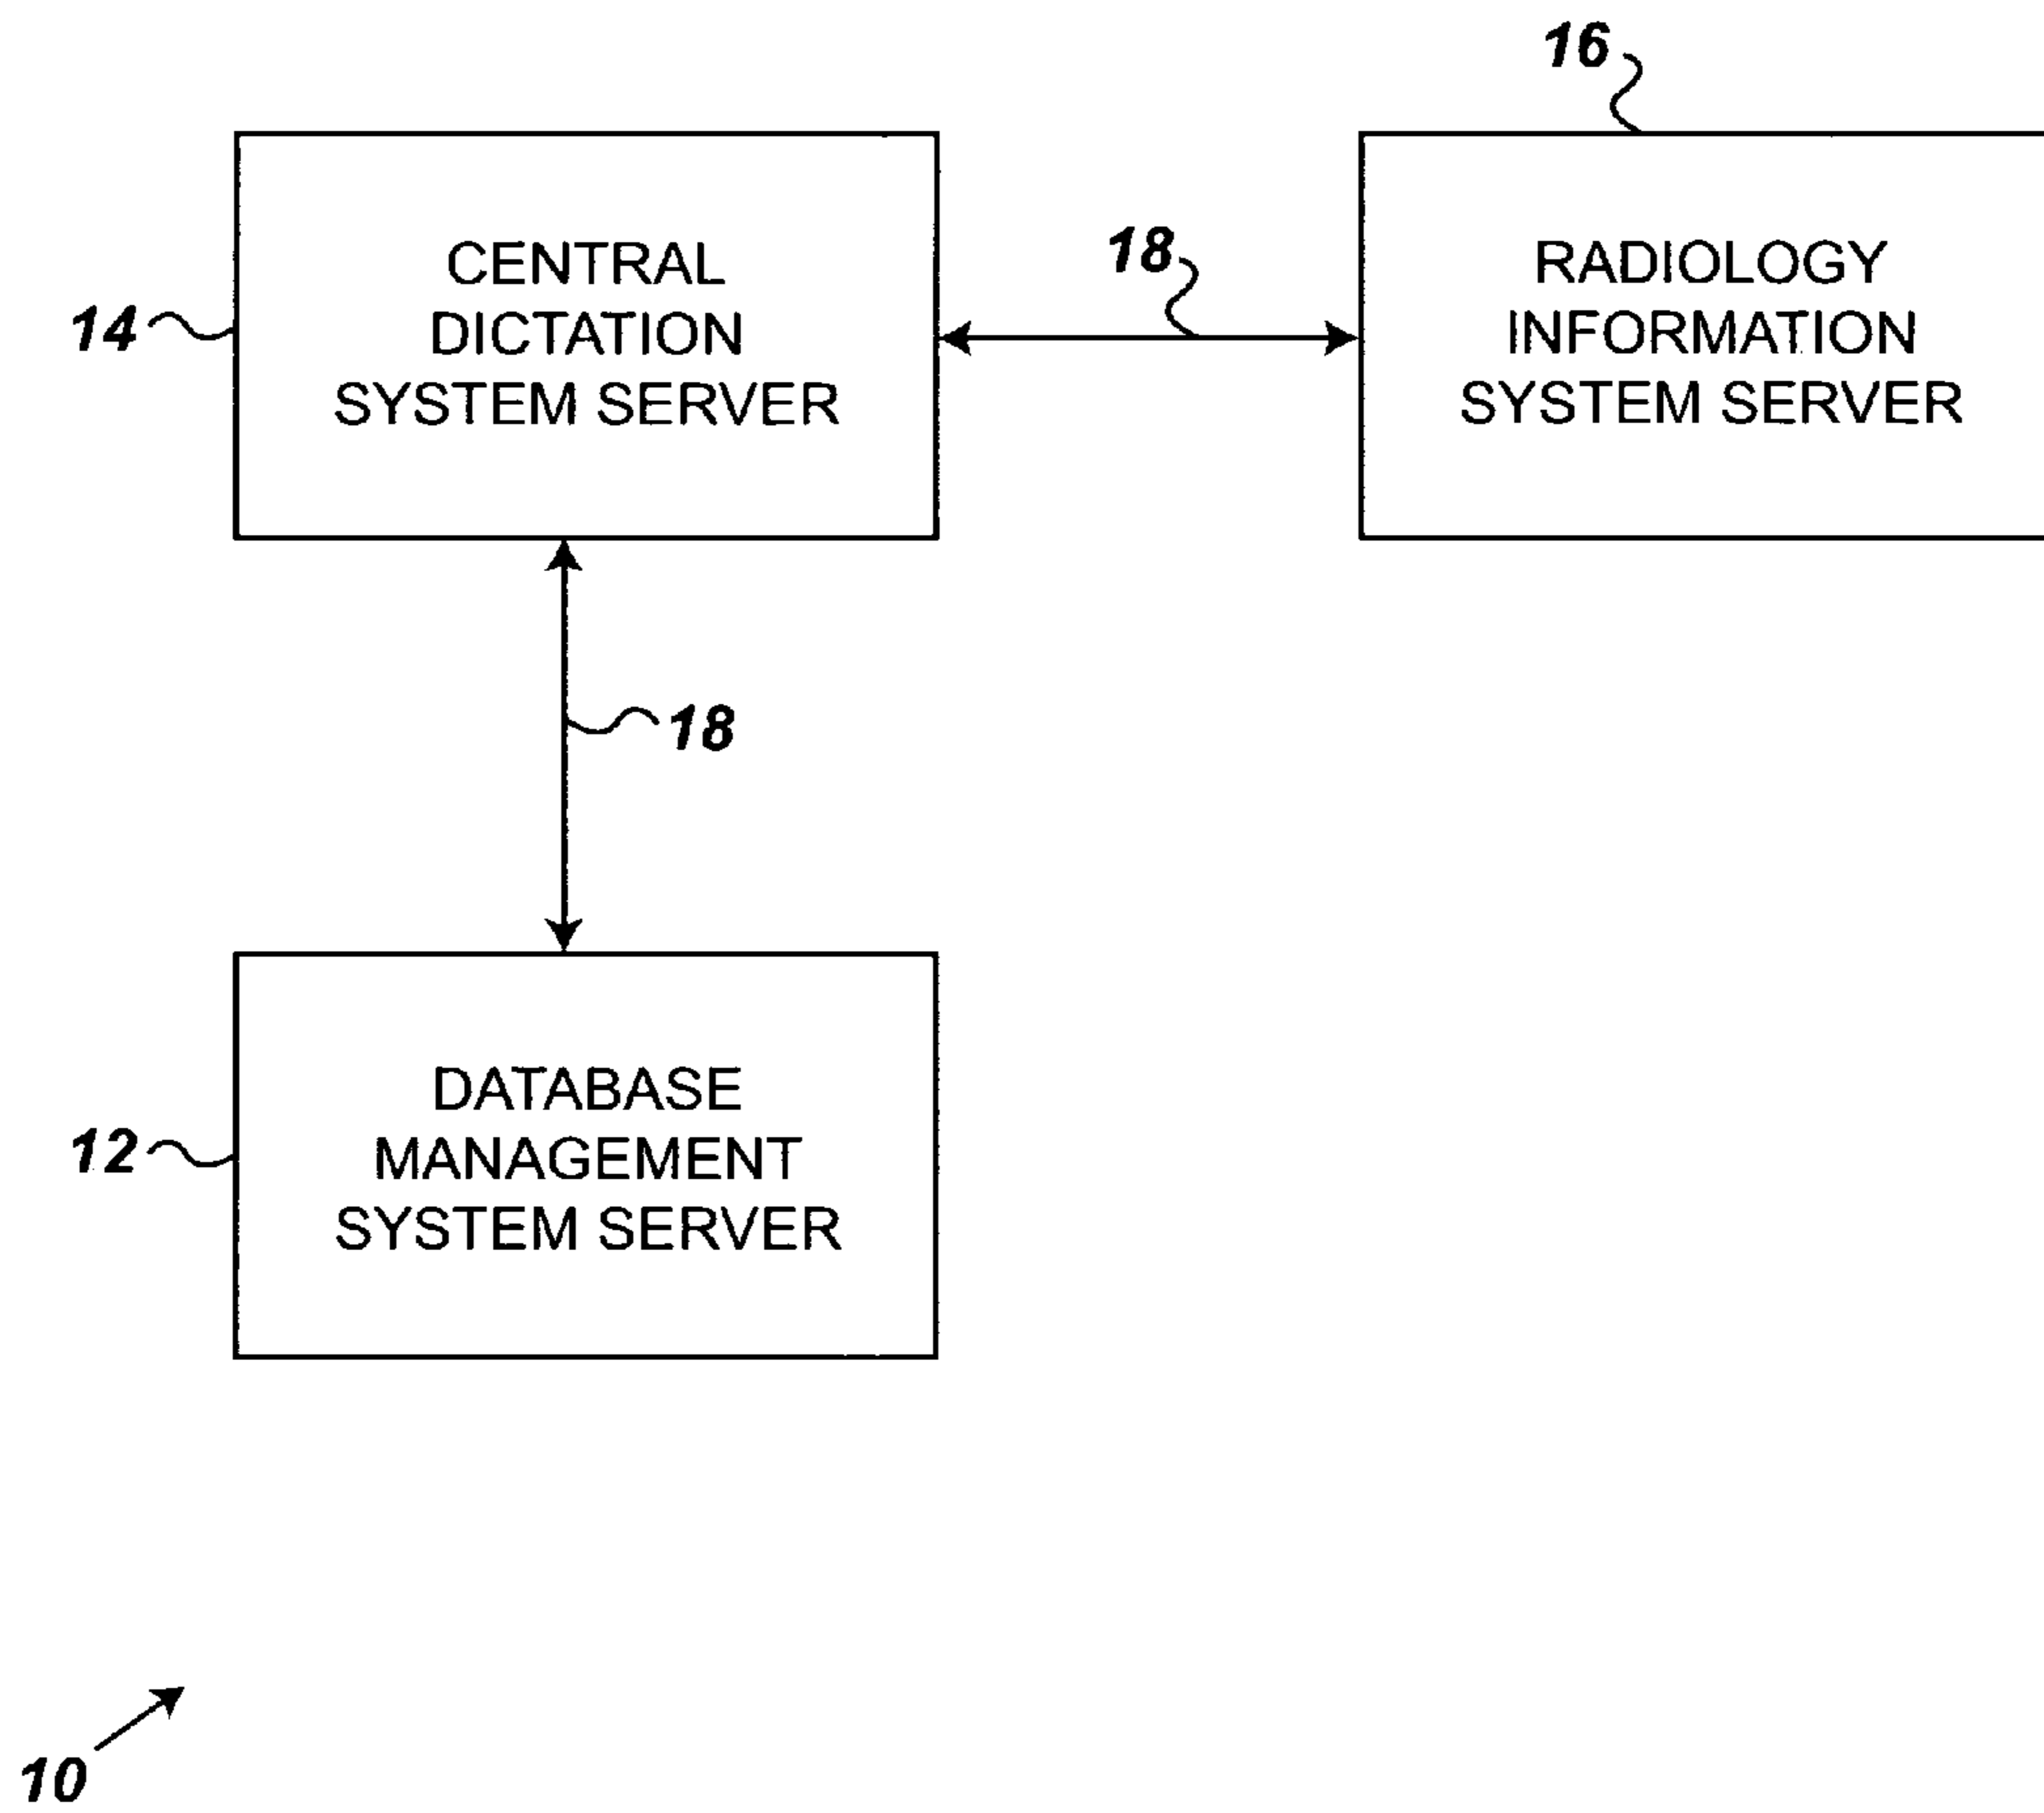 16
CENTRAL
DICTATION
SYSTEM SERVER
14
18
RADIOLOGY
INFORMATION
SYSTEM SERVER
18
DATABASE
MANAGEMENT
SYSTEM SERVER
12
10